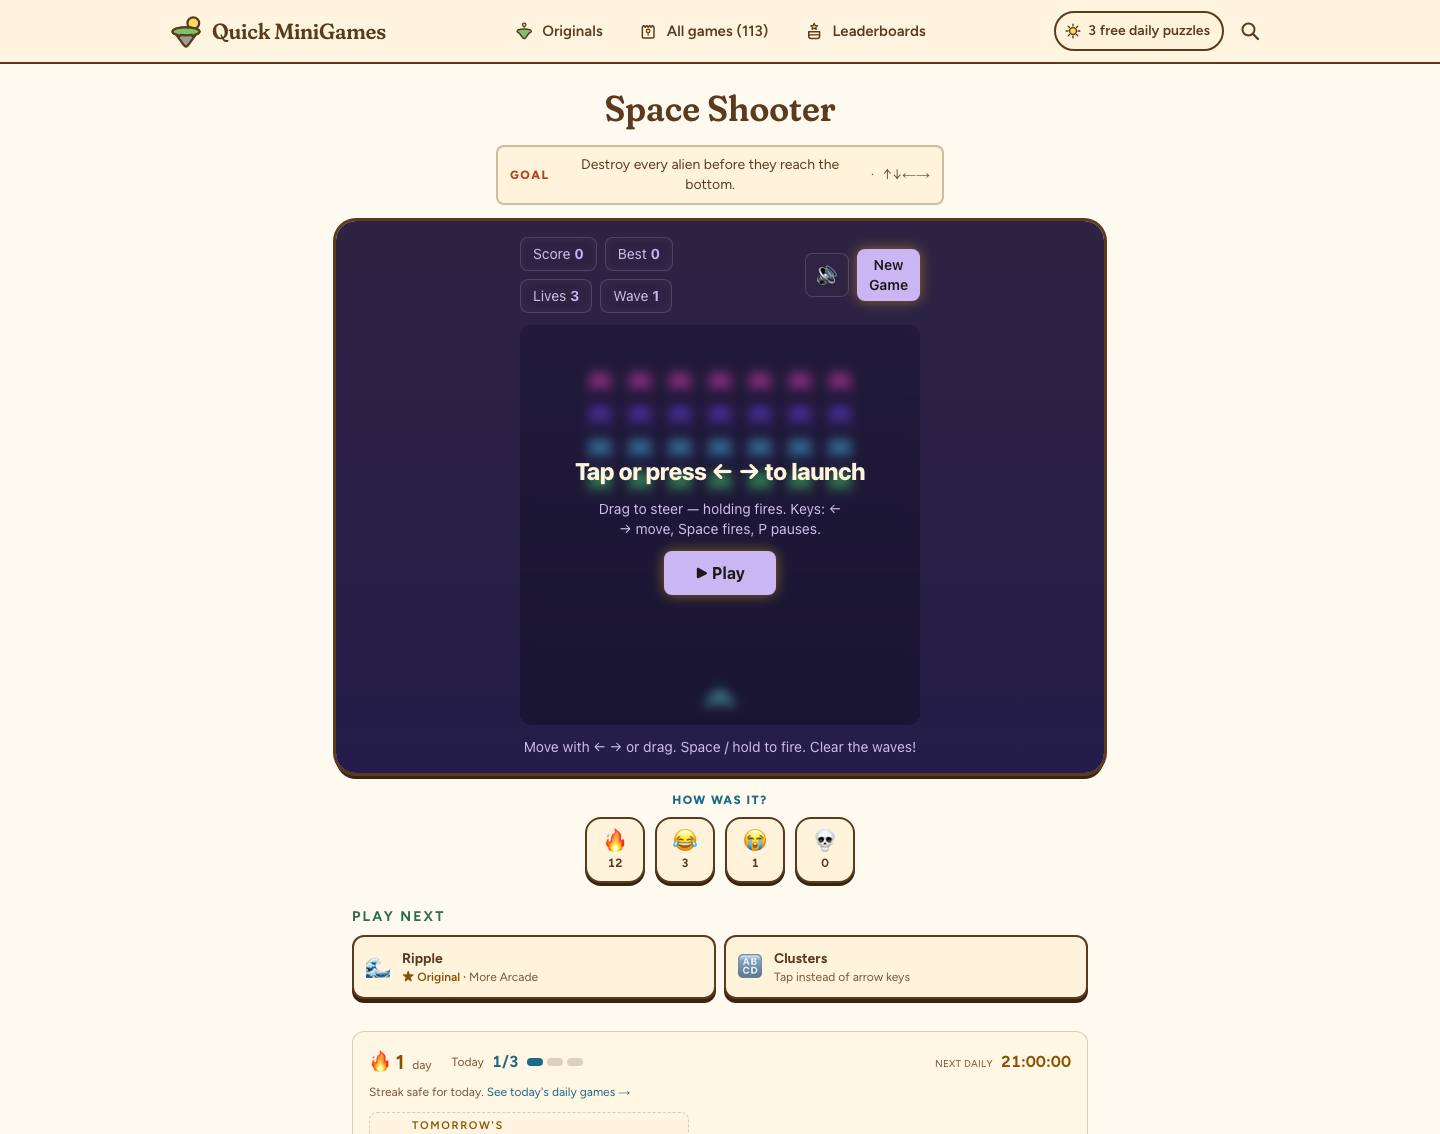 Quick MiniGames
Originals
All games (113)
Leaderboards
3 free daily puzzles
Space Shooter
GOAL
Destroy every alien before they reach the
bottom.
· ↑↓←→
Score 0
Best 0
Lives 3
Wave 1
New
Game
Tap or press ← → to launch
Drag to steer — holding fires. Keys: ←
→ move, Space fires, P pauses.
Play
Move with ← → or drag. Space / hold to fire. Clear the waves!
HOW WAS IT?
12
3
1
0
PLAY NEXT
Ripple
★ Original · More Arcade
ABCD
Clusters
Tap instead of arrow keys
1 day
Today 1/3
NEXT DAILY 21:00:00
Streak safe for today. See today's daily games →
TOMORROW'S